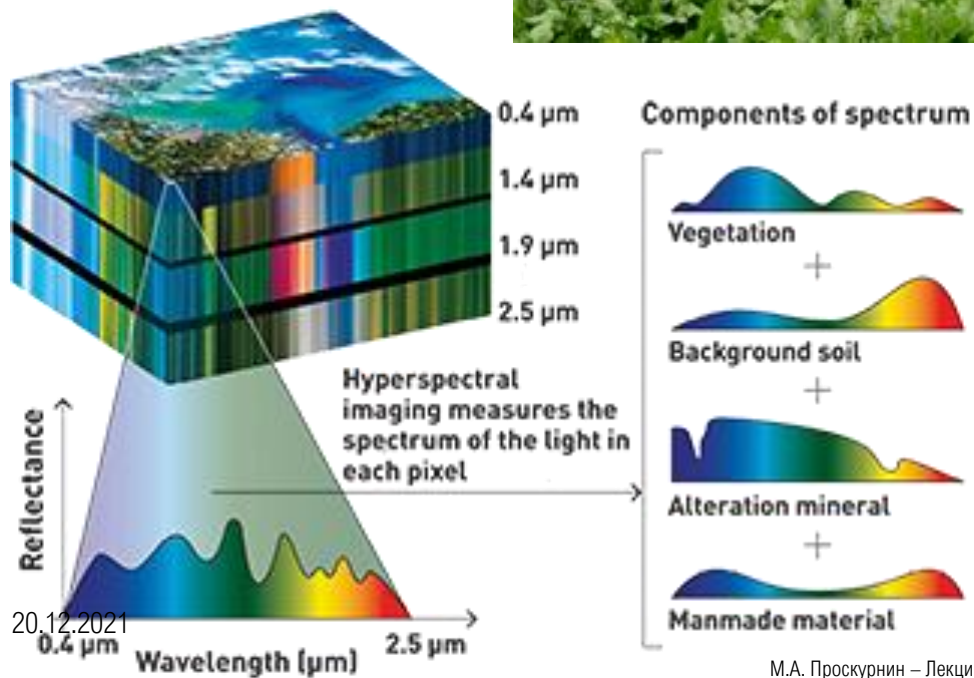 0.4 µm
1.4 µm
1.9 µm
2.5 µm
Components of spectrum
Vegetation
+
Background soil
+
Alteration mineral
+
Manmade material
Hyperspectral
imaging measures the
spectrum of the light in
each pixel
Reflectance
20.12.2021
0.4 µm
2.5 µm
Wavelength (µm)
М.А. Проскурнин – Лекци